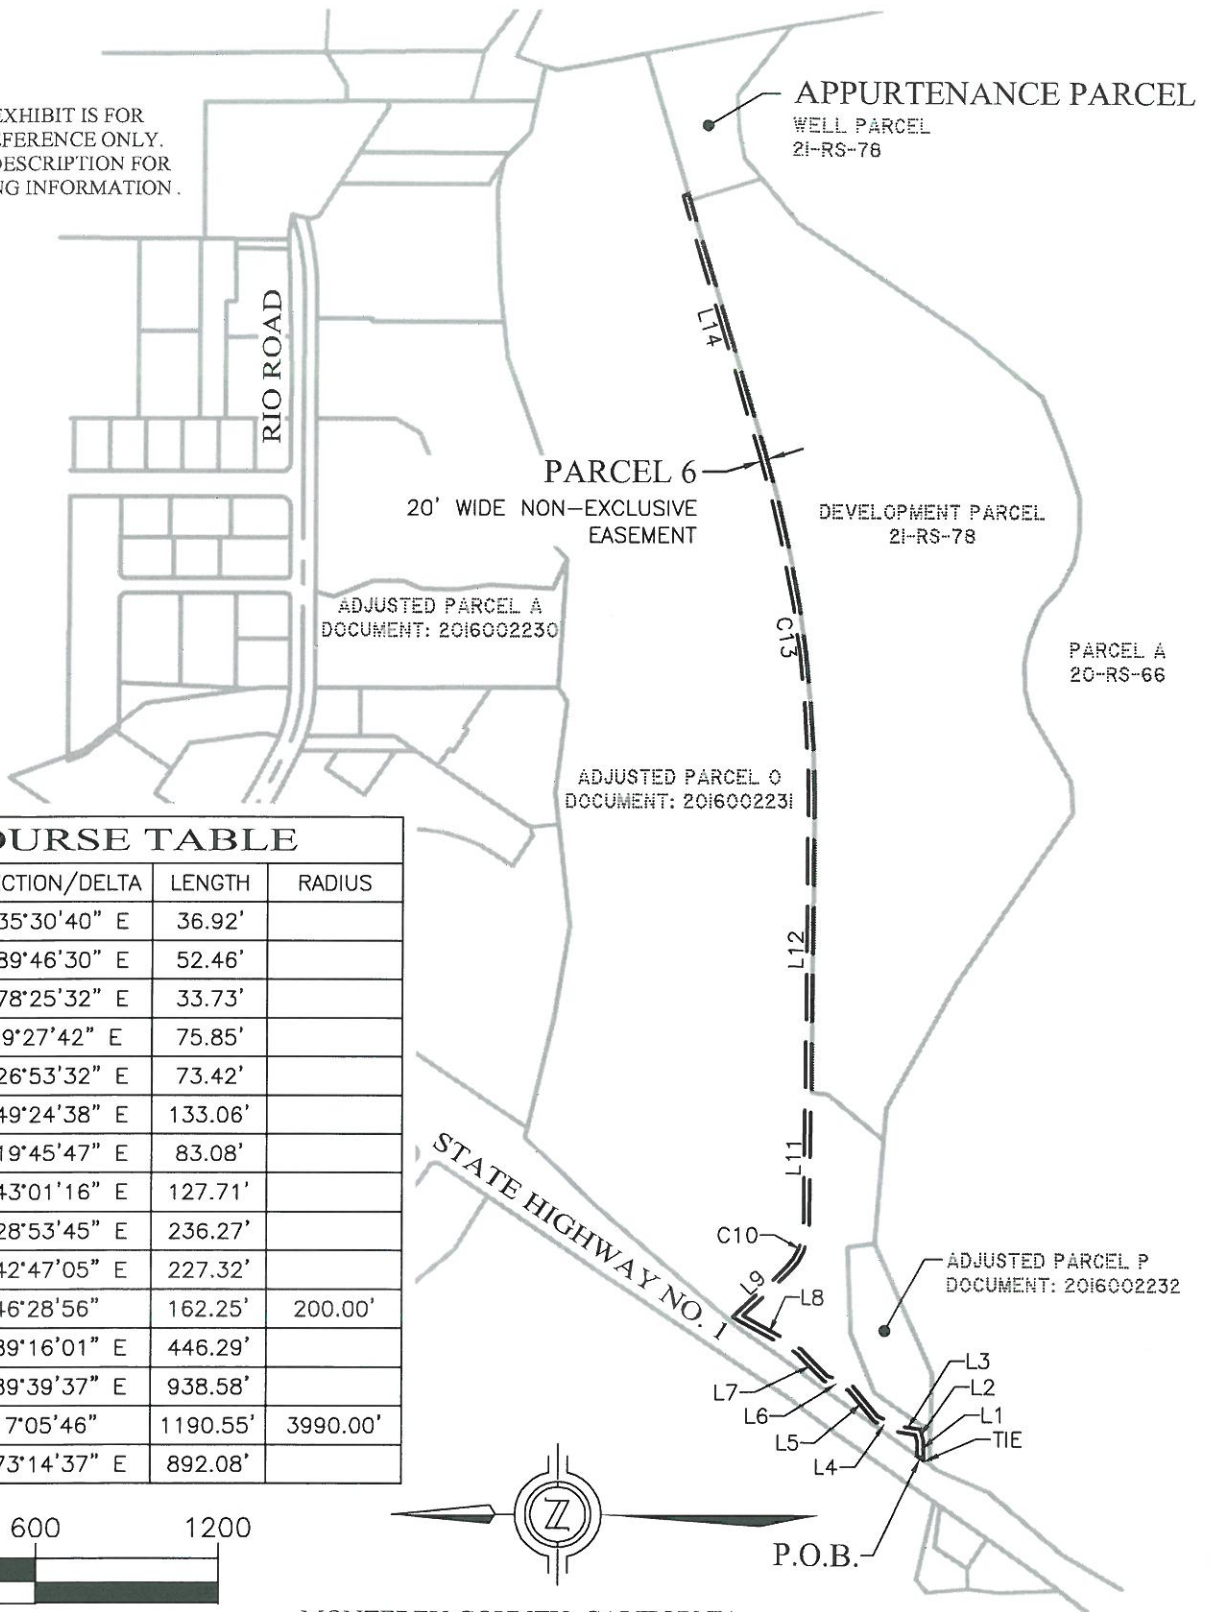 EXHIBIT IS FOR
FERENCE ONLY.
DESCRIPTION FOR
NG INFORMATION .
APPURTENANCE PARCEL
WELL PARCEL
21-RS-78
RIO ROAD
L14
PARCEL 6
20' WIDE NON-EXCLUSIVE
EASEMENT
DEVELOPMENT PARCEL
21-RS-78
ADJUSTED PARCEL A
DOCUMENT: 2016002230
C13
PARCEL A
20-RS-66
ADJUSTED PARCEL O
DOCUMENT: 2016002231
OURSE TABLE
CTION/DELTA LENGTH RADIUS
35°30'40" E 36.92'
89°46'30" E 52.46'
78°25'32" E 33.73'
9°27'42" E 75.85'
26°53'32" E 73.42'
49°24'38" E 133.06'
19°45'47" E 83.08'
43°01'16" E 127.71'
28°53'45" E 236.27'
42°47'05" E 227.32'
46°28'56" 162.25' 200.00'
89°16'01" E 446.29'
89°39'37" E 938.58'
7°05'46" 1190.55' 3990.00'
73°14'37" E 892.08'
L12
L11
STATE HIGHWAY NO. 1
C10
L9
L8
ADJUSTED PARCEL P
DOCUMENT: 2016002232
L7
L6
L5
L4
L3
L2
L1
TIE
P.O.B.
Z
600 1200
MONTEREY COUNTY, CALIFORNIA